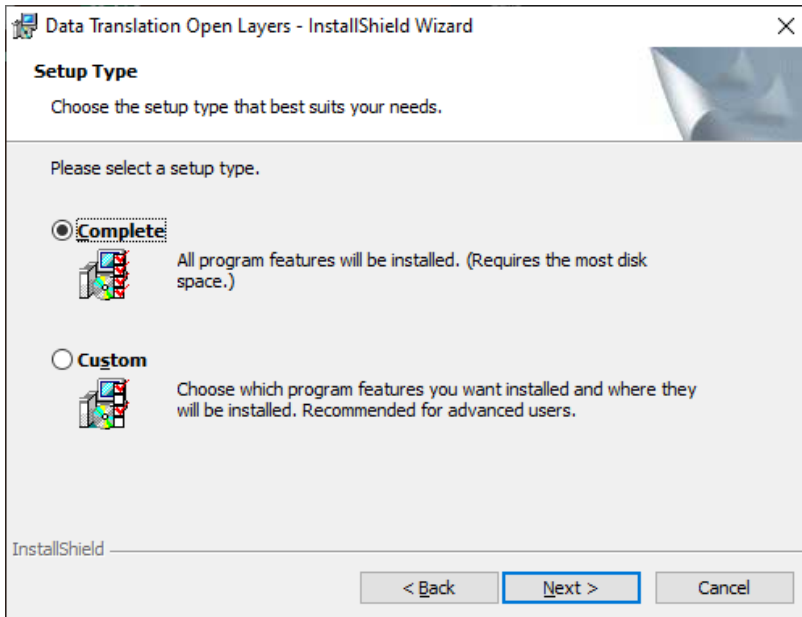 Data Translation Open Layers - InstallShield Wizard
Setup Type
Choose the setup type that best suits your needs.
Please select a setup type.
Complete
All program features will be installed. (Requires the most disk
space.)
Custom
Choose which program features you want installed and where they
will be installed. Recommended for advanced users.
InstallShield
< Back
Next >
Cancel